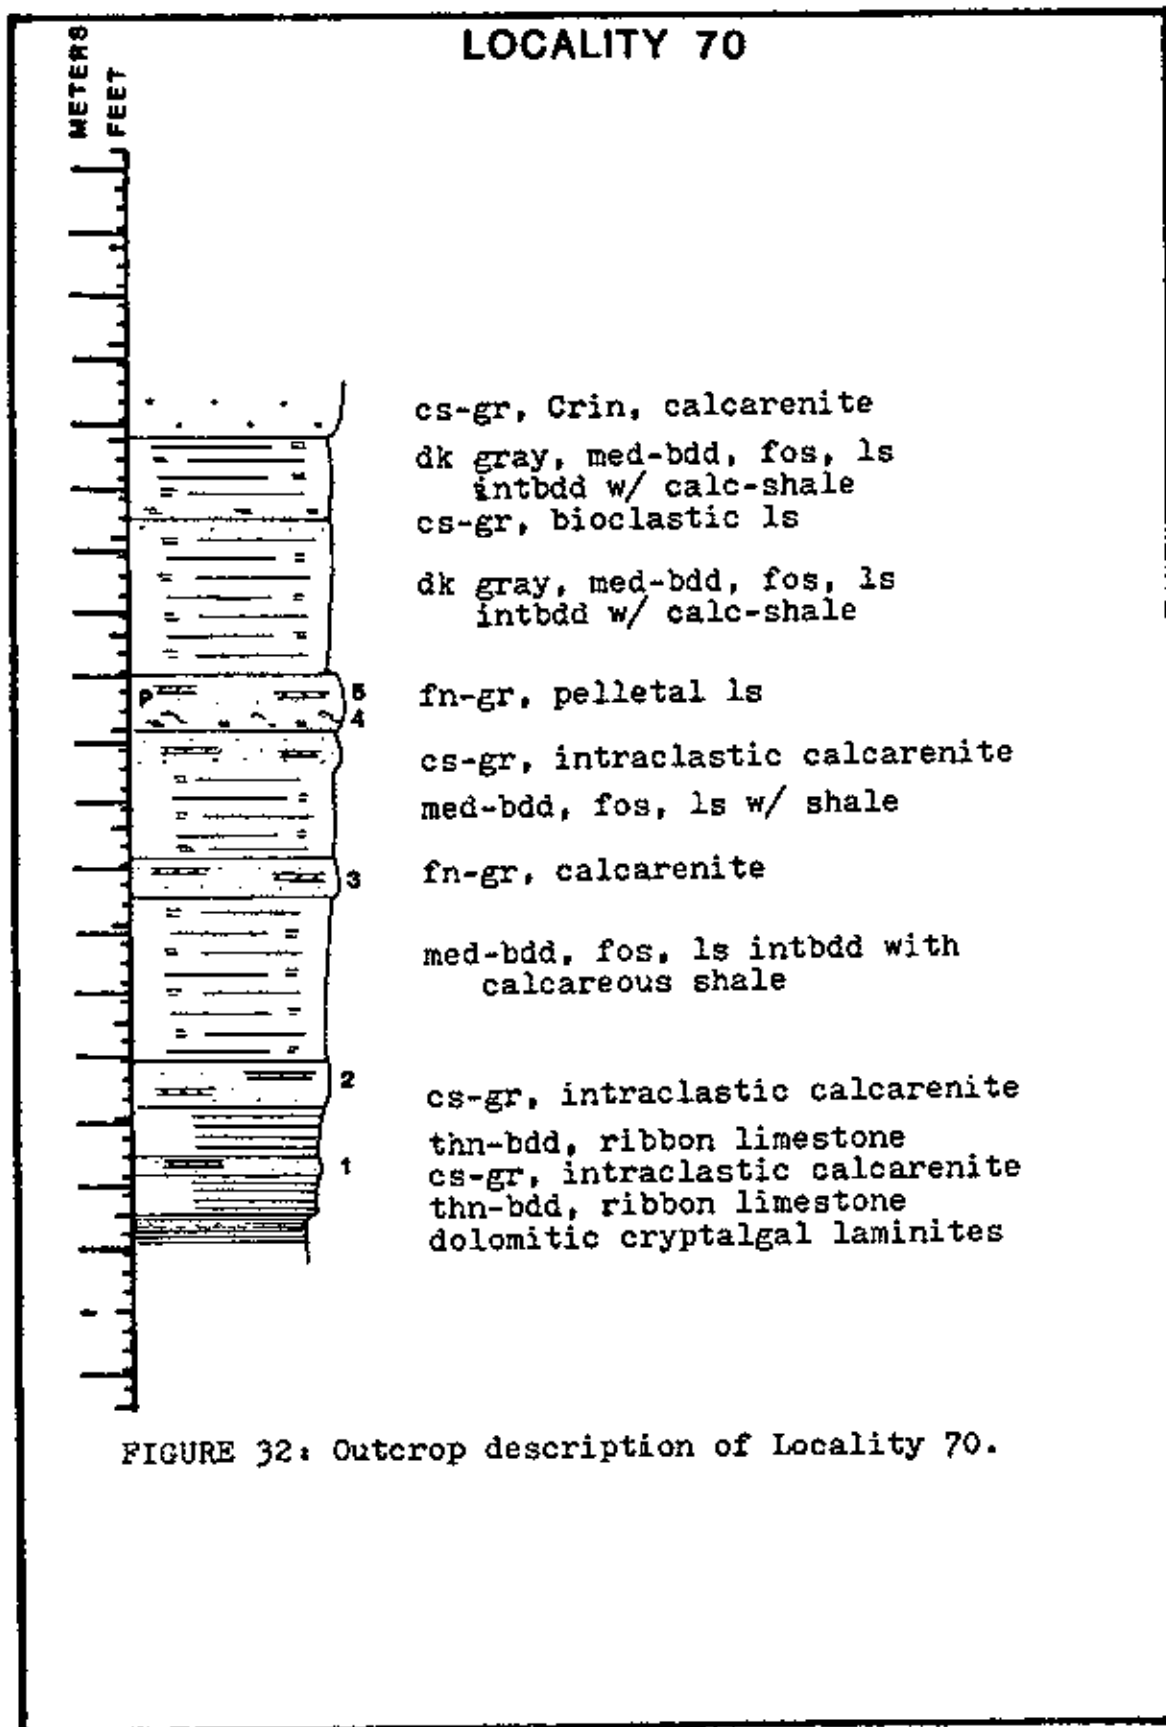 LOCALITY 70
METERS
FEET
cs-gr, Crin, calcarenite
dk gray, med-bdd, fos, ls
intbdd w/ calc-shale
cs-gr, bioclastic ls
dk gray, med-bdd, fos, ls
intbdd w/ calc-shale
P
5
fn-gr, pelletal ls
4
cs-gr, intraclastic calcarenite
med-bdd, fos, ls w/ shale
3
fn-gr, calcarenite
med-bdd, fos, ls intbdd with
calcareous shale
2
cs-gr, intraclastic calcarenite
thn-bdd, ribbon limestone
1
cs-gr, intraclastic calcarenite
thn-bdd, ribbon limestone
dolomitic cryptalgal laminites
FIGURE 32: Outcrop description of Locality 70.